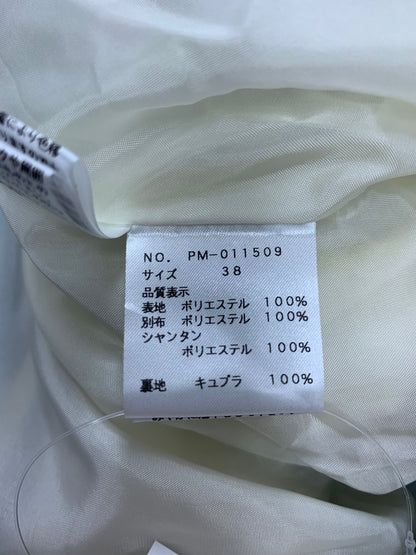 NO. PM-011509
サイズ 38
品質表示
表地 ポリエステル 100%
別布 ポリエステル 100%
シャンタン
ポリエステル 100%
裏地 キュプラ 100%